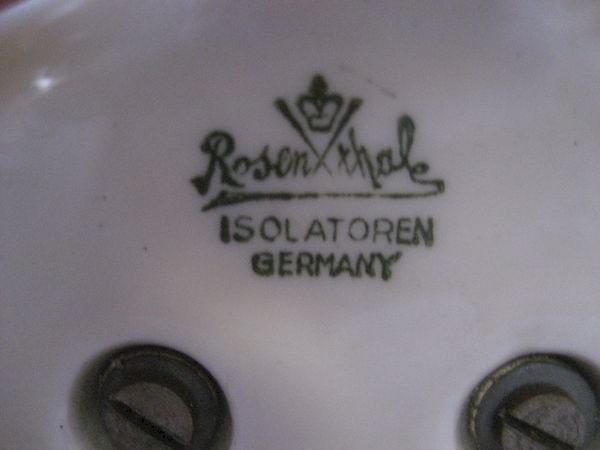 Rosenthal
ISOLATOREN
GERMANY